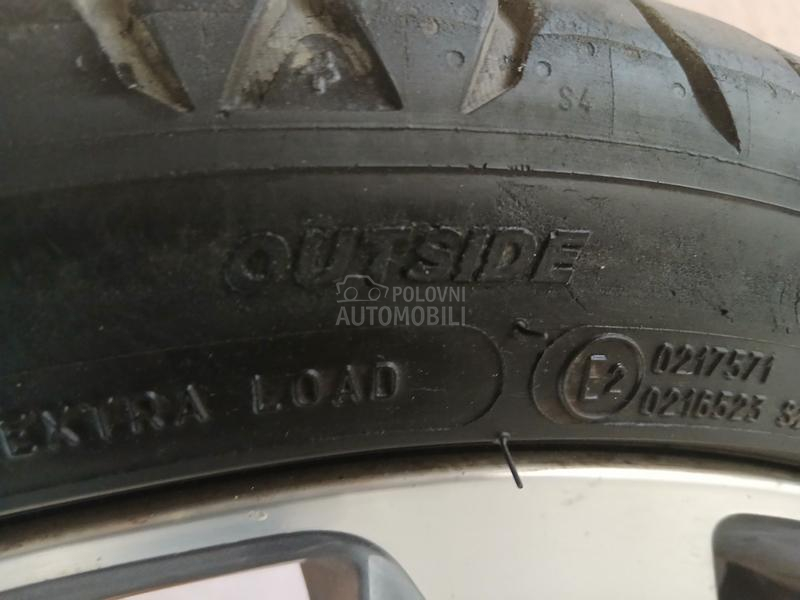 S4
OUTSIDE
POLOVNI
AUTOMOBILI
EXTRA LOAD
E2
0217571
0216523